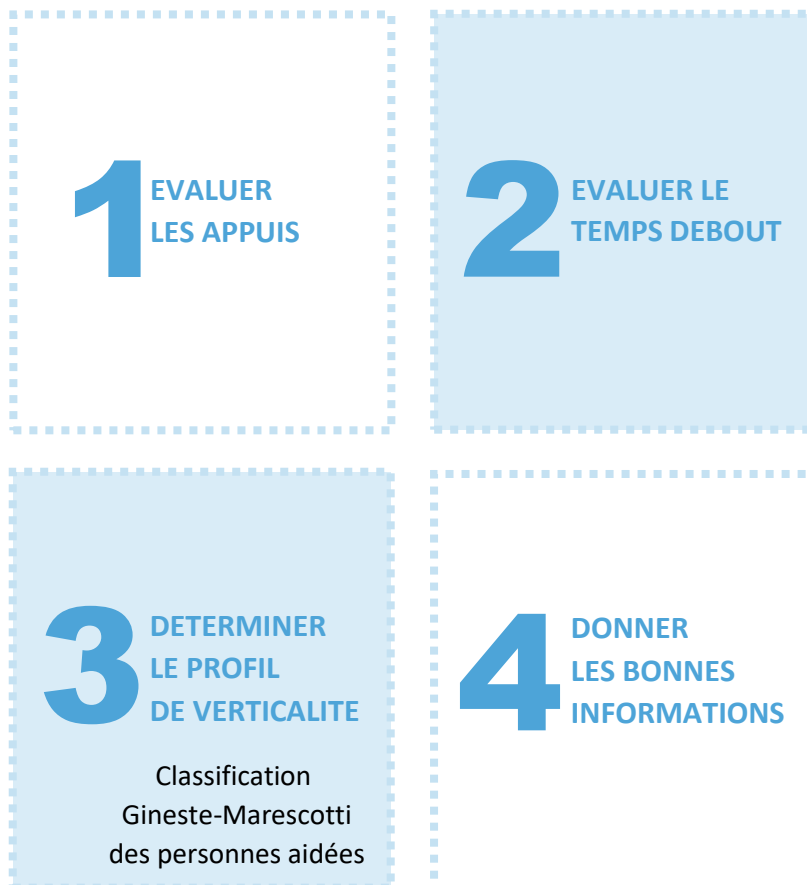 1
EVALUER
LES APPUIS
2
EVALUER LE
TEMPS DEBOUT
3
DETERMINER
LE PROFIL
DE VERTICALITE
Classification
Gineste-Marescotti
des personnes aidées
4
DONNER
LES BONNES
INFORMATIONS